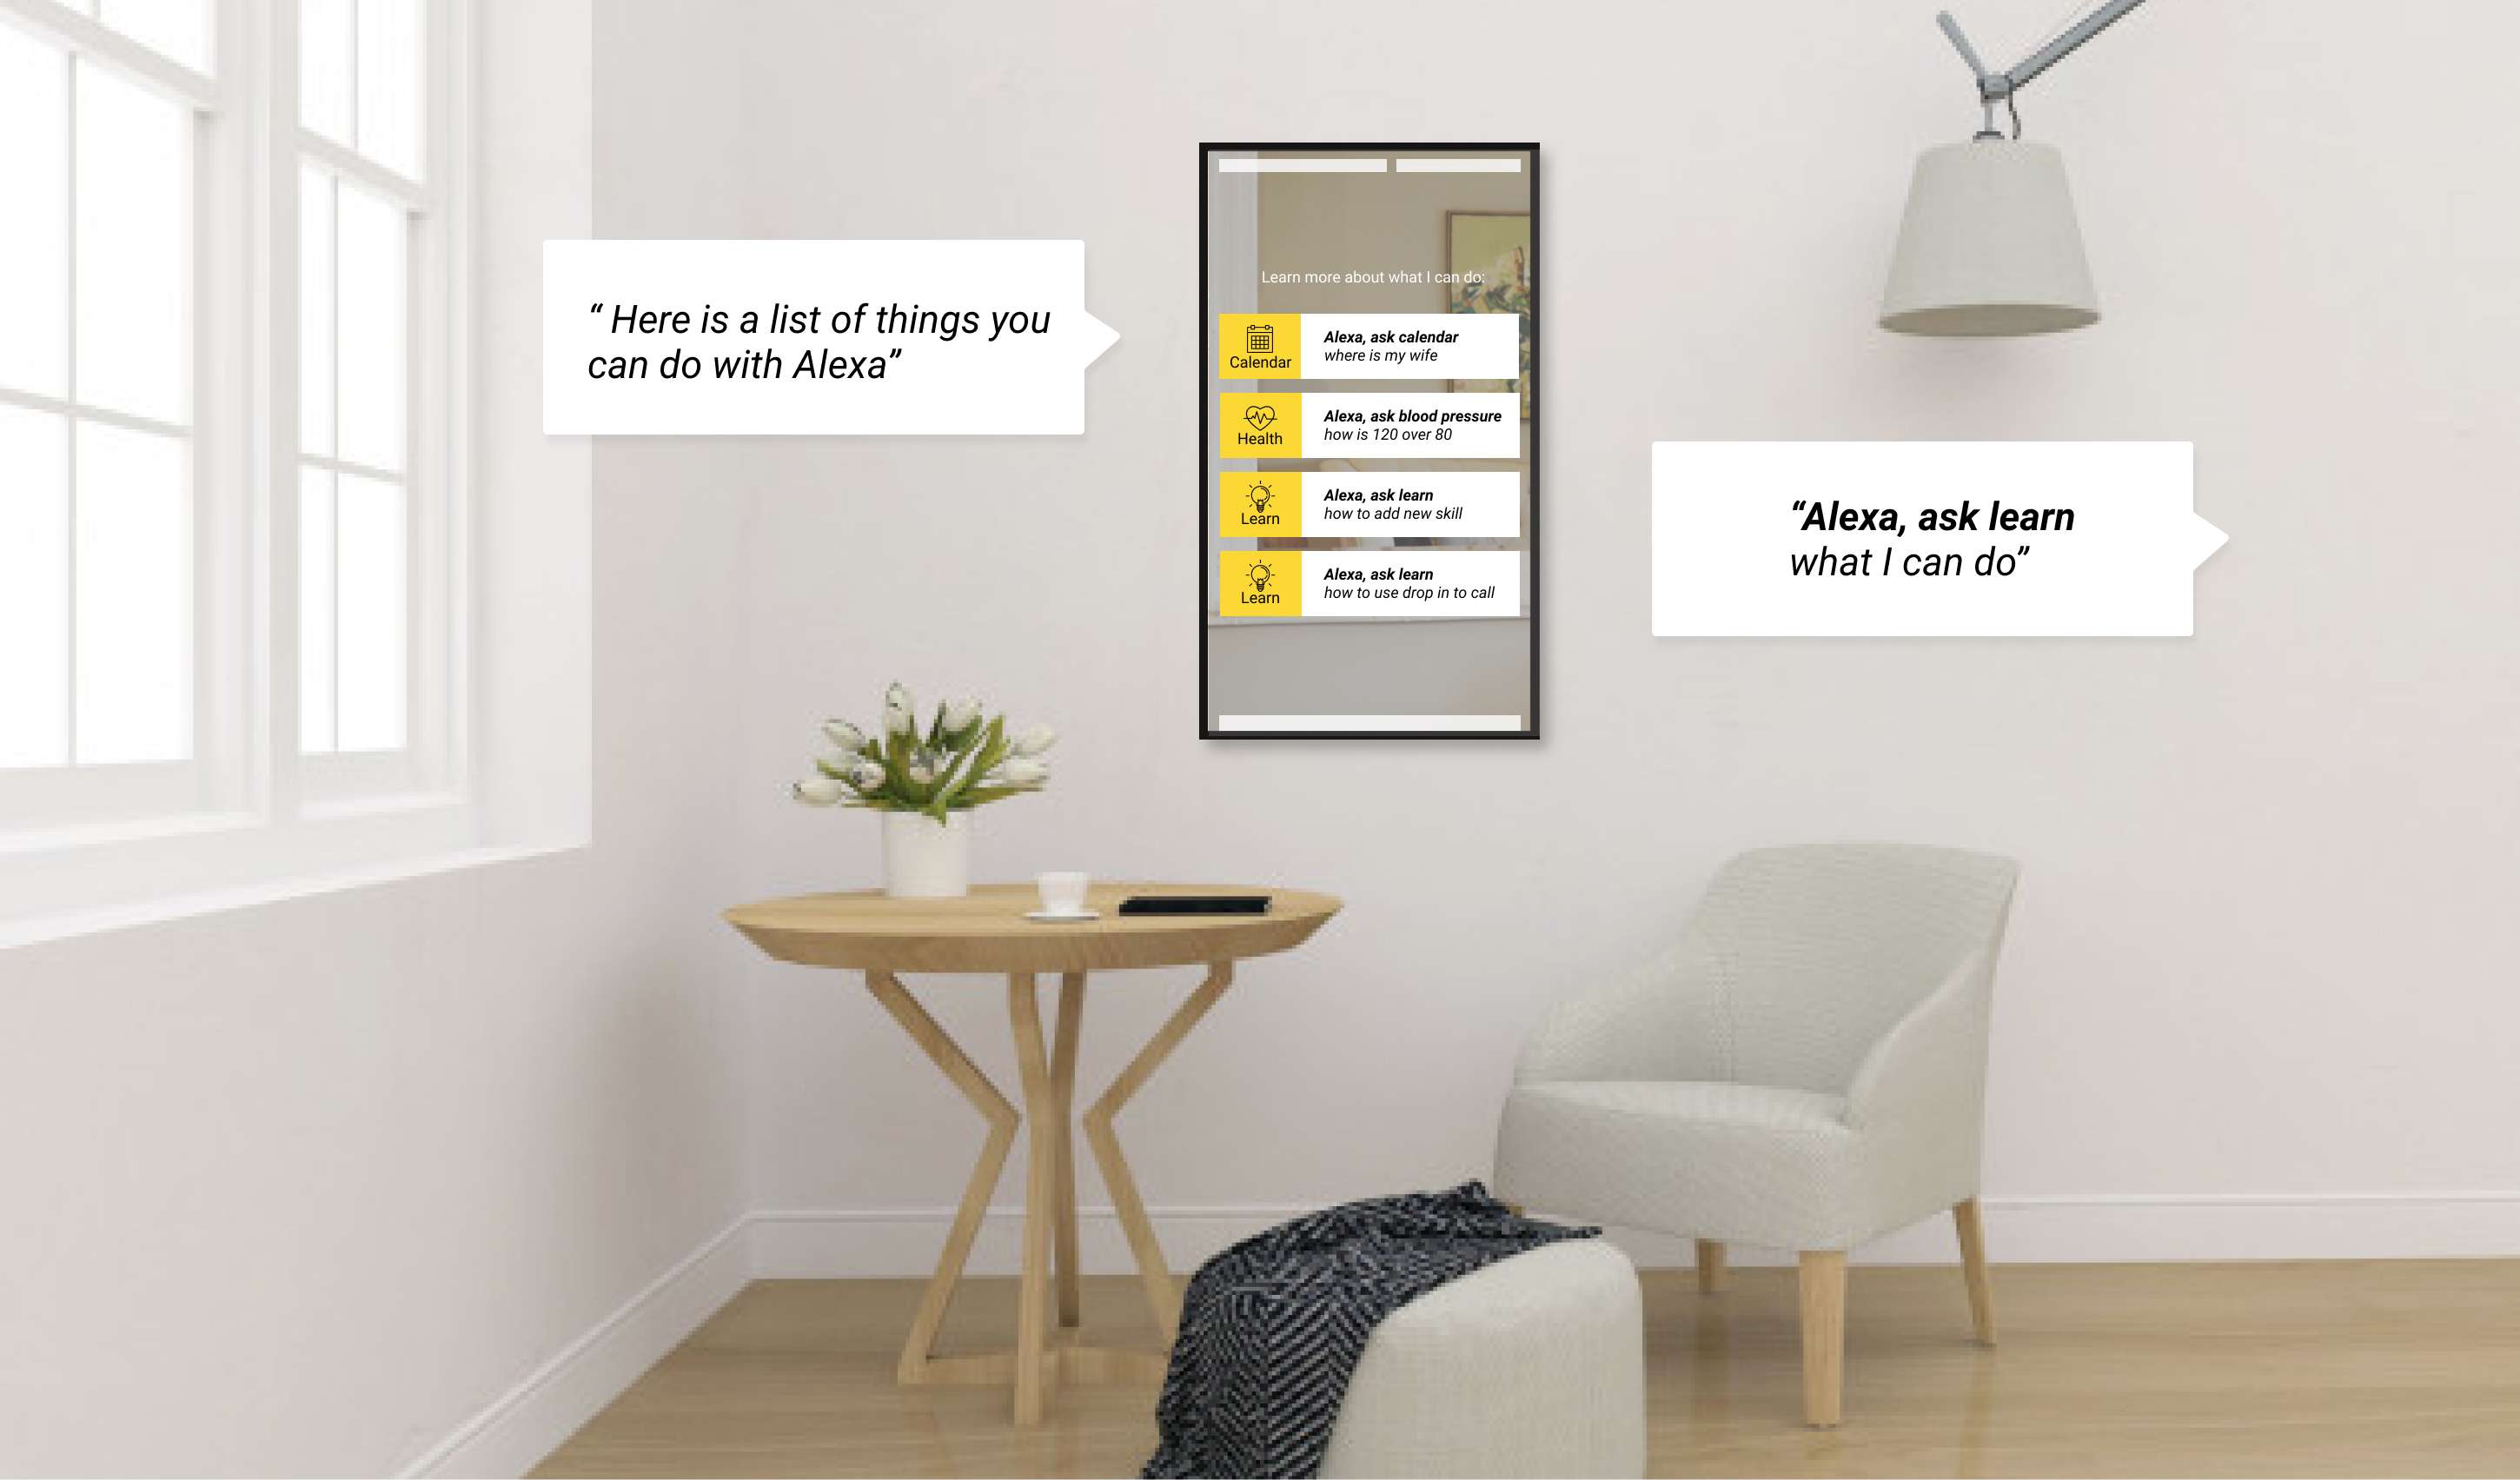 “ Here is a list of things you
can do with Alexa”
Learn more about what I can do:
Calendar
Alexa, ask calendar
where is my wife
Health
Alexa, ask blood pressure
how is 120 over 80
Learn
Alexa, ask learn
how to add new skill
Learn
Alexa, ask learn
how to use drop in to call
“Alexa, ask learn
what I can do”